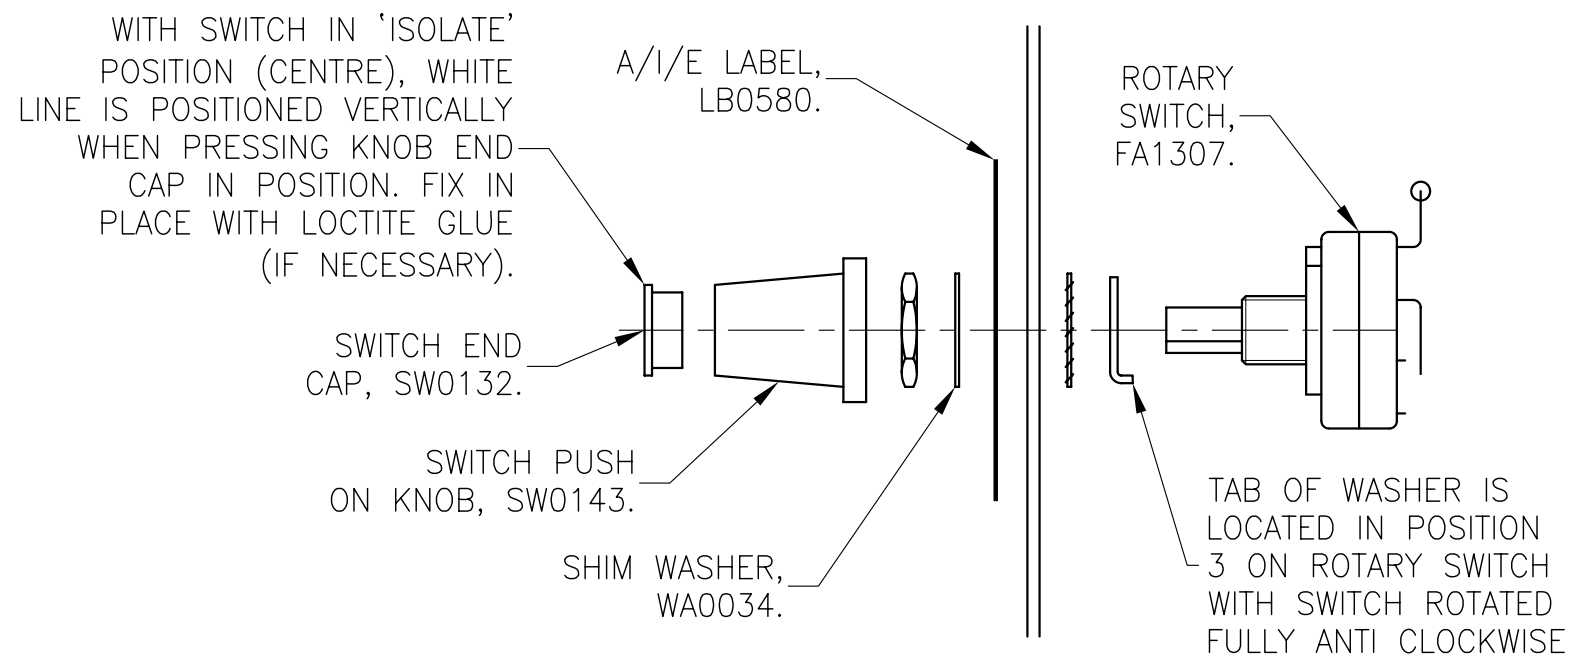 WITH SWITCH IN ‘ISOLATE’
POSITION (CENTRE), WHITE
LINE IS POSITIONED VERTICALLY
WHEN PRESSING KNOB END
CAP IN POSITION. FIX IN
PLACE WITH LOCTITE GLUE
(IF NECESSARY).
A/I/E LABEL,
LB0580.
ROTARY
SWITCH,
FA1307.
SWITCH END
CAP, SW0132.
SWITCH PUSH
ON KNOB, SW0143.
SHIM WASHER,
WA0034.
TAB OF WASHER IS
LOCATED IN POSITION
3 ON ROTARY SWITCH
WITH SWITCH ROTATED
FULLY ANTI CLOCKWISE